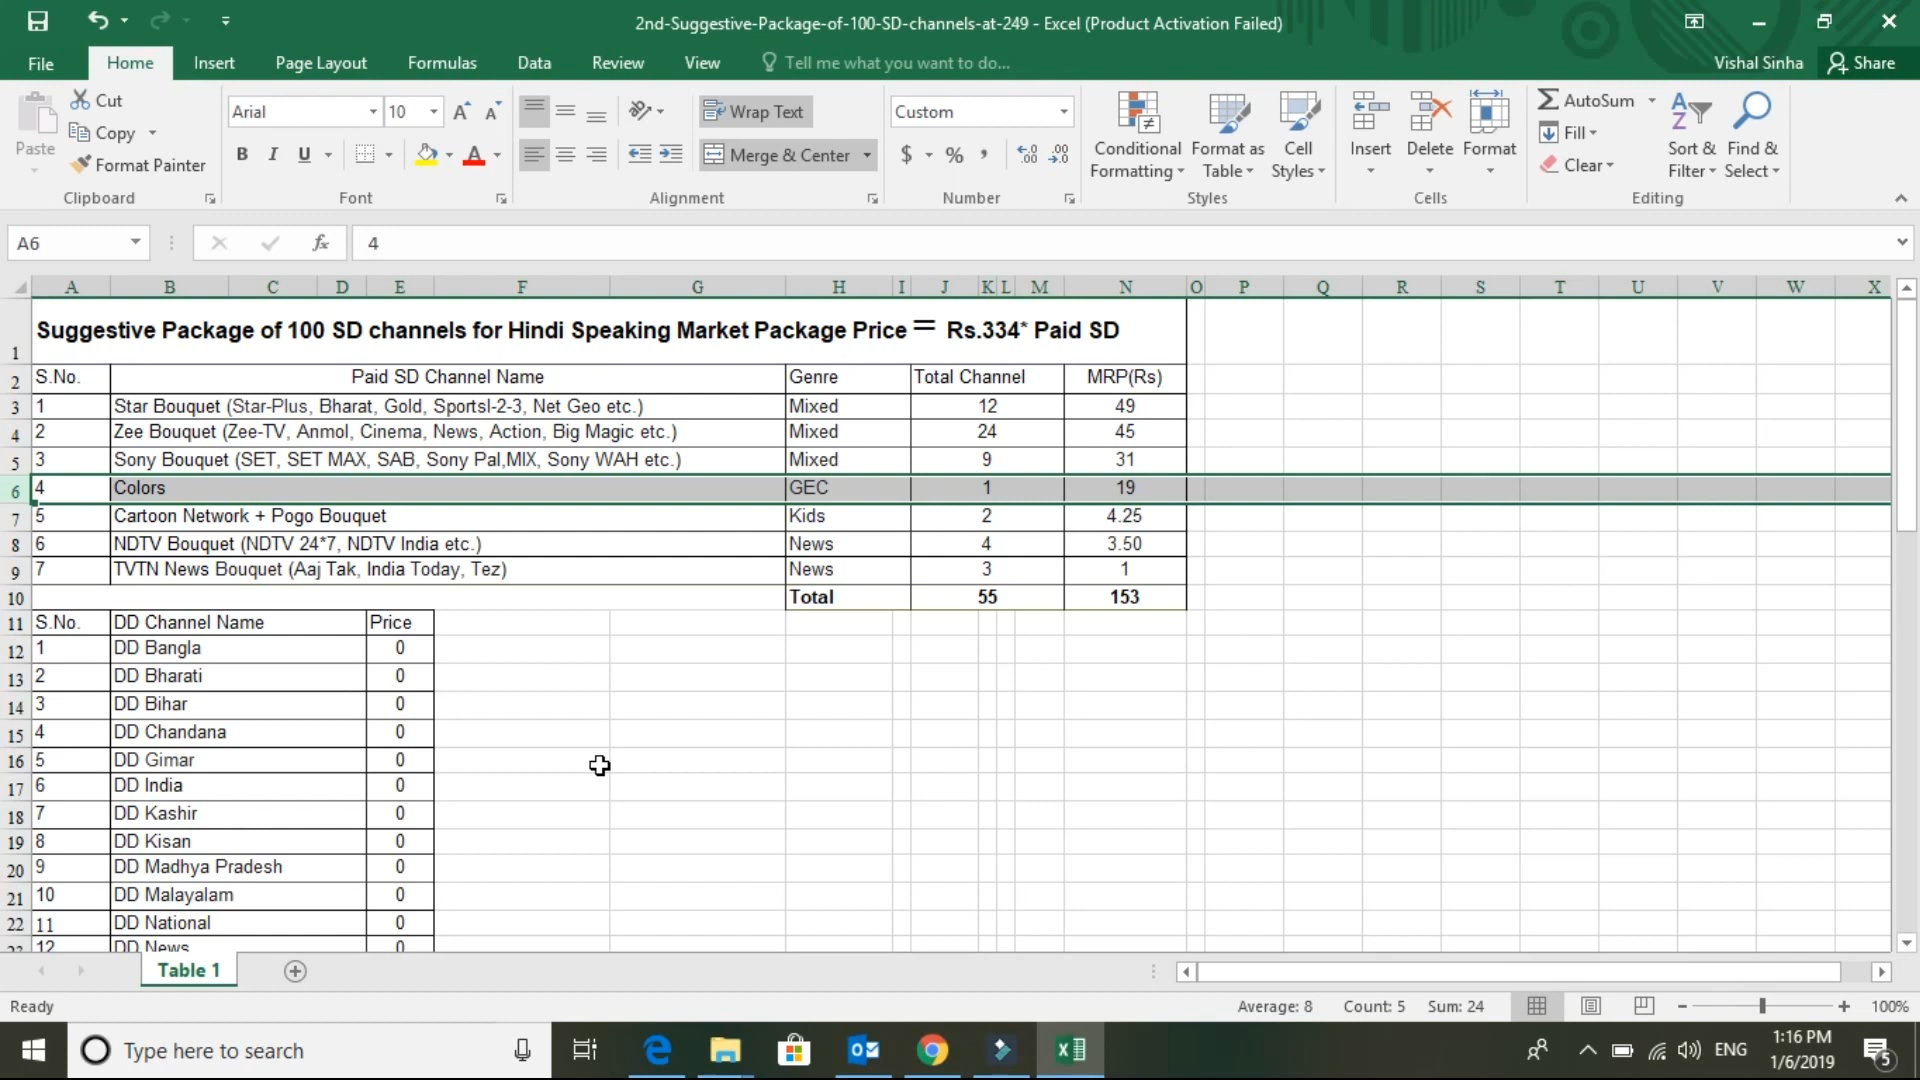 2nd-Suggestive-Package-of-100-SD-channels-at-249 - Excel (Product Activation Failed)
File Home Insert Page Layout Formulas Data Review View Tell me what you want to do... Vishal Sinha Share
Paste Cut Copy Format Painter Clipboard
Arial 10 B I U A Font
Wrap Text Merge & Center Alignment
Custom $ % Number
Conditional Formatting Format as Table Cell Styles Styles
Insert Delete Format Cells
AutoSum Fill Clear Sort & Filter Find & Select Editing
A6 fx 4
A B C D E F G H I J K L M N O P Q R S T U V W X
1 Suggestive Package of 100 SD channels for Hindi Speaking Market Package Price = Rs.334* Paid SD
2 S.No. Paid SD Channel Name Genre Total Channel MRP(Rs)
3 1 Star Bouquet (Star-Plus, Bharat, Gold, Sportsl-2-3, Net Geo etc.) Mixed 12 49
4 2 Zee Bouquet (Zee-TV, Anmol, Cinema, News, Action, Big Magic etc.) Mixed 24 45
5 3 Sony Bouquet (SET, SET MAX, SAB, Sony Pal,MIX, Sony WAH etc.) Mixed 9 31
6 4 Colors GEC 1 19
7 5 Cartoon Network + Pogo Bouquet Kids 2 4.25
8 6 NDTV Bouquet (NDTV 24*7, NDTV India etc.) News 4 3.50
9 7 TVTN News Bouquet (Aaj Tak, India Today, Tez) News 3 1
10 Total 55 153
11 S.No. DD Channel Name Price
12 1 DD Bangla 0
13 2 DD Bharati 0
14 3 DD Bihar 0
15 4 DD Chandana 0
16 5 DD Gimar 0
17 6 DD India 0
18 7 DD Kashir 0
19 8 DD Kisan 0
20 9 DD Madhya Pradesh 0
21 10 DD Malayalam 0
22 11 DD National 0
23 12 DD News 0
Table 1
Ready Average: 8 Count: 5 Sum: 24 100%
Type here to search ENG 1:16 PM
1/6/2019 5